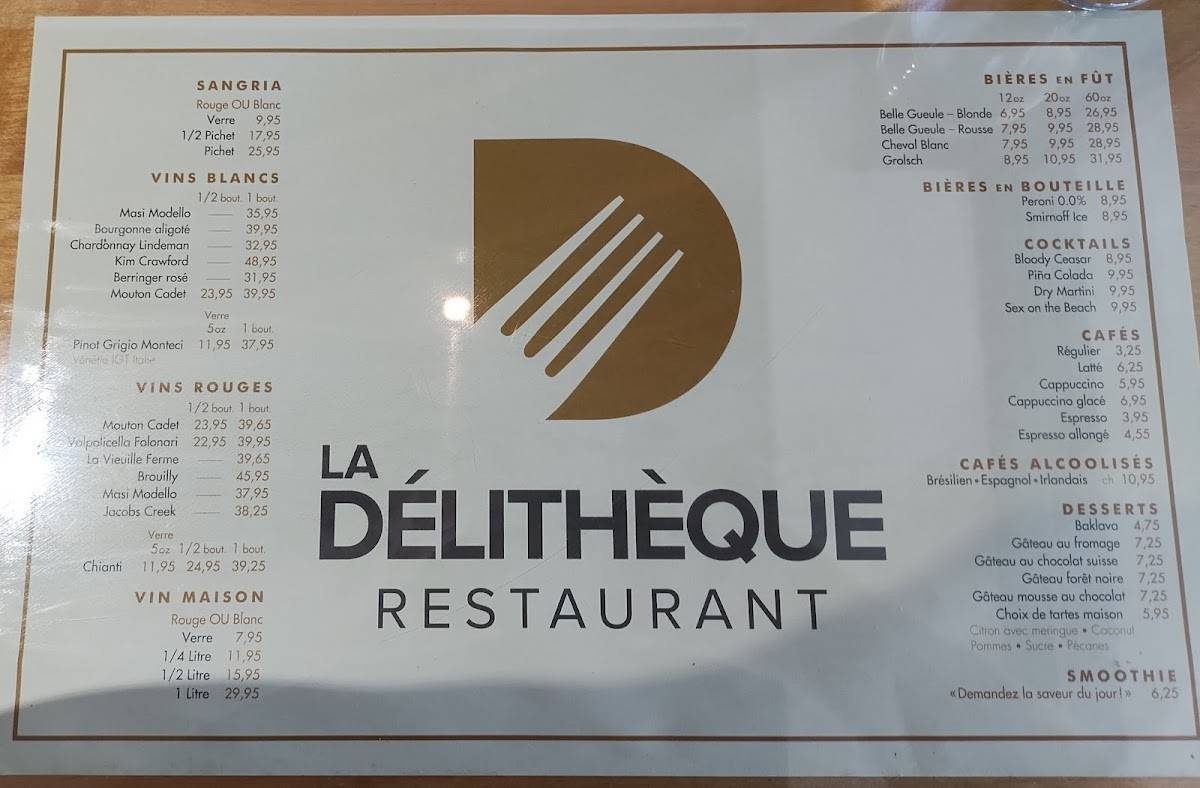 SANGRIA
Rouge OU Blanc
Verre 9,95
1/2 Pichet 17,95
Pichet 25,95
VINS BLANCS
1/2 bout. 1 bout.
Masi Modello —— 35,95
Bourgonne aligoté —— 39,95
Chardonnay Lindeman —— 32,95
Kim Crawford —— 48,95
Berringer rosé —— 31,95
Mouton Cadet 23,95 39,95
Verre
5oz 1 bout.
Pinot Grigio Monteci 11,95 37,95
Vénétie IGT Italie
VINS ROUGES
1/2 bout. 1 bout.
Mouton Cadet 23,95 39,65
Valpolicella Folonari 22,95 39,95
La Vieuille Ferme —— 39,65
Brouilly —— 45,95
Masi Modello —— 37,95
Jacobs Creek —— 38,25
Verre
5oz 1/2 bout. 1 bout.
Chianti 11,95 24,95 39,25
VIN MAISON
Rouge OU Blanc
Verre 7,95
1/4 Litre 11,95
1/2 Litre 15,95
1 Litre 29,95
LA
DÉLITHÈQUE
RESTAURANT
BIÈRES EN FÛT
12oz 20oz 60oz
Belle Gueule – Blonde 6,95 8,95 26,95
Belle Gueule – Rousse 7,95 9,95 28,95
Cheval Blanc 7,95 9,95 28,95
Grolsch 8,95 10,95 31,95
BIÈRES EN BOUTEILLE
Peroni 0.0% 8,95
Smirnoff Ice 8,95
COCKTAILS
Bloody Ceasar 8,95
Piña Colada 9,95
Dry Martini 9,95
Sex on the Beach 9,95
CAFÉS
Régulier 3,25
Latté 6,25
Cappuccino 5,95
Cappuccino glacé 6,95
Espresso 3,95
Espresso allongé 4,55
CAFÉS ALCOOLISÉS
Brésilien • Espagnol • Irlandais ch 10,95
DESSERTS
Baklava 4,75
Gâteau au fromage 7,25
Gâteau au chocolat suisse 7,25
Gâteau forêt noire 7,25
Gâteau mousse au chocolat 7,25
Choix de tartes maison 5,95
Citron avec meringue • Coconut
Pommes • Sucre • Pécanes
SMOOTHIE
«Demandez la saveur du jour!» 6,25